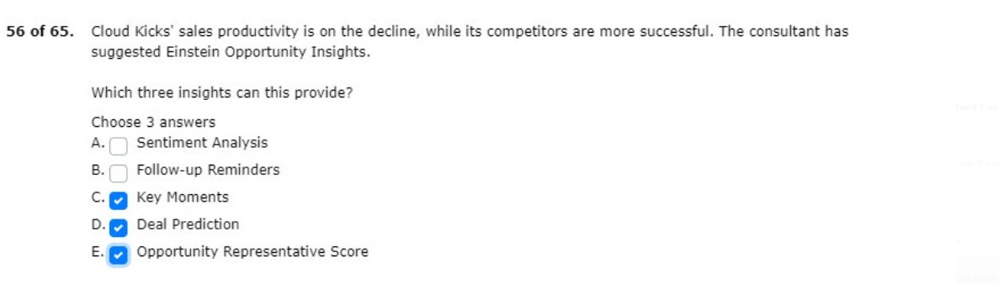 56 of 65. Cloud Kicks' sales productivity is on the decline, while its competitors are more successful. The consultant has
suggested Einstein Opportunity Insights.
Which three insights can this provide?
Choose 3 answers
A. Sentiment Analysis
B. Follow-up Reminders
C. Key Moments
D. Deal Prediction
E. Opportunity Representative Score